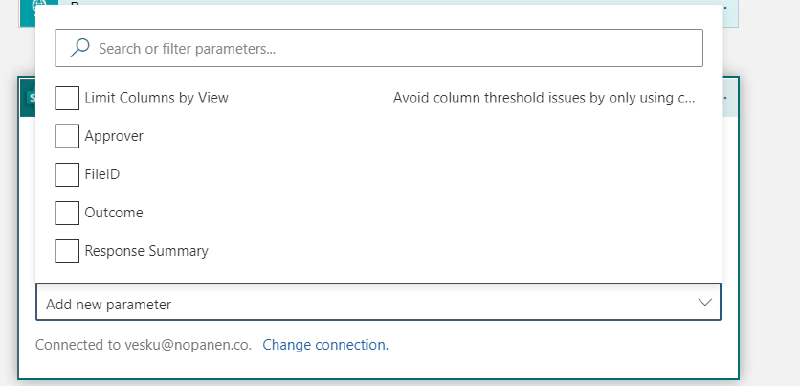 Search or filter parameters...
Limit Columns by View Avoid column threshold issues by only using c...
Approver
FileID
Outcome
Response Summary
Add new parameter
Connected to vesku@nopanen.co. Change connection.